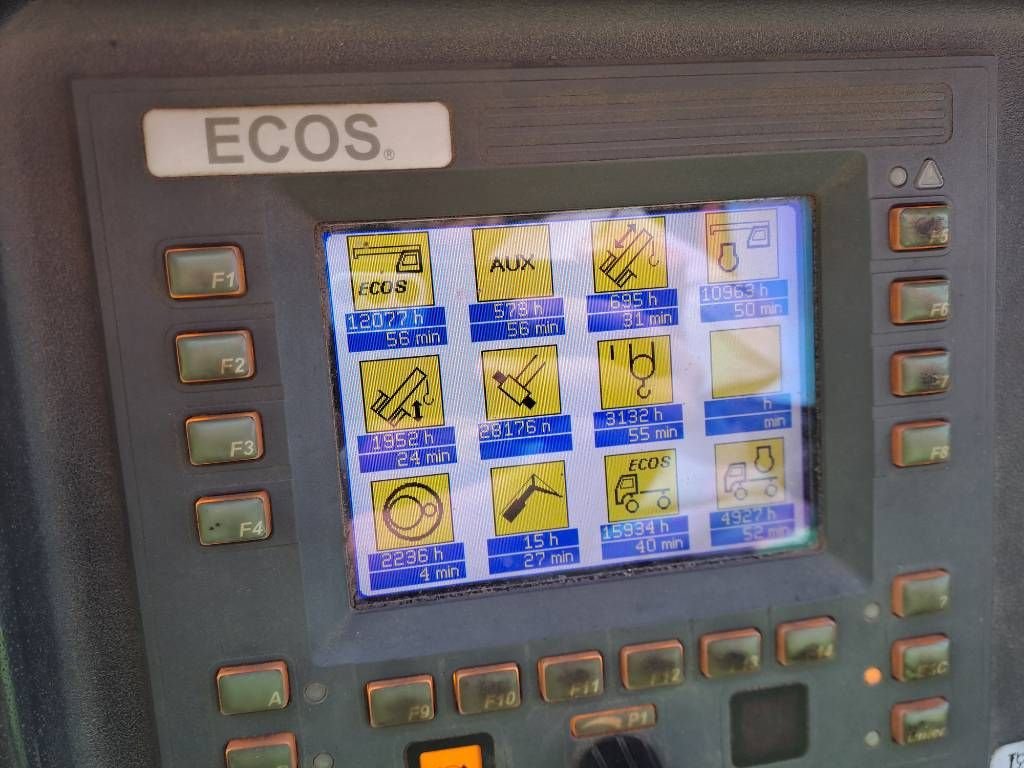 ECOS®
ECOS
12077 h
56 min
AUX
579 h
56 min
695 h
31 min
10963 h
50 min
1952 h
24 min
28176 h
3132 h
55 min
h
min
2236 h
4 min
15 h
27 min
ECOS
15934 h
40 min
4927 h
52 min
F1
F2
F3
F4
F5
F6
F8
A
F9
F10
F11
F12
P1